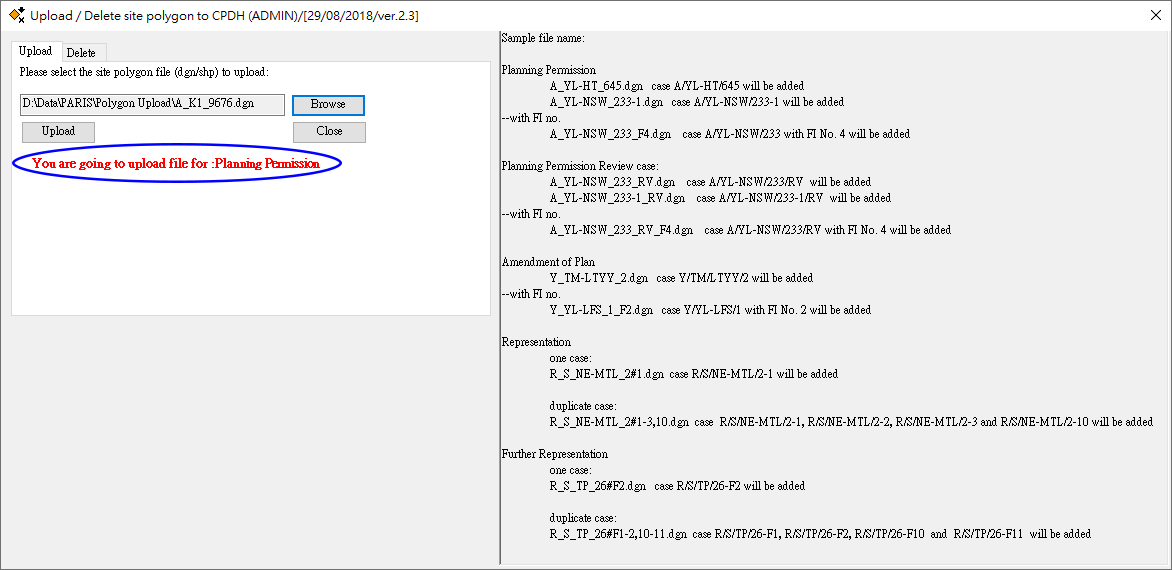 Upload / Delete site polygon to CPDH (ADMIN)/[29/08/2018/ver.2.3]
Upload
Delete
Please select the site polygon file (dgn/shp) to upload:
D:\Data\PARIS\Polygon Upload\A_K1_9676.dgn
Browse
Upload
Close
You are going to upload file for :Planning Permission
Sample file name:
Planning Permission
A_YL-HT_645.dgn case A/YL-HT/645 will be added
A_YL-NSW_233-1.dgn case A/YL-NSW/233-1 will be added
--with FI no.
A_YL-NSW_233_F4.dgn case A/YL-NSW/233 with FI No. 4 will be added
Planning Permission Review case:
A_YL-NSW_233_RV.dgn case A/YL-NSW/233/RV will be added
A_YL-NSW_233-1_RV.dgn case A/YL-NSW/233-1/RV will be added
--with FI no.
A_YL-NSW_233_RV_F4.dgn case A/YL-NSW/233/RV with FI No. 4 will be added
Amendment of Plan
Y_TM-LTYY_2.dgn case Y/TM/LTYY/2 will be added
--with FI no.
Y_YL-LFS_1_F2.dgn case Y/YL-LFS/1 with FI No. 2 will be added
Representation
one case:
R_S_NE-MTL_2#1.dgn case R/S/NE-MTL/2-1 will be added
duplicate case:
R_S_NE-MTL_2#1-3,10.dgn case R/S/NE-MTL/2-1, R/S/NE-MTL/2-2, R/S/NE-MTL/2-3 and R/S/NE-MTL/2-10 will be added
Further Representation
one case:
R_S_TP_26#F2.dgn case R/S/TP/26-F2 will be added
duplicate case:
R_S_TP_26#F1-2,10-11.dgn case R/S/TP/26-F1, R/S/TP/26-F2, R/S/TP/26-F10 and R/S/TP/26-F11 will be added